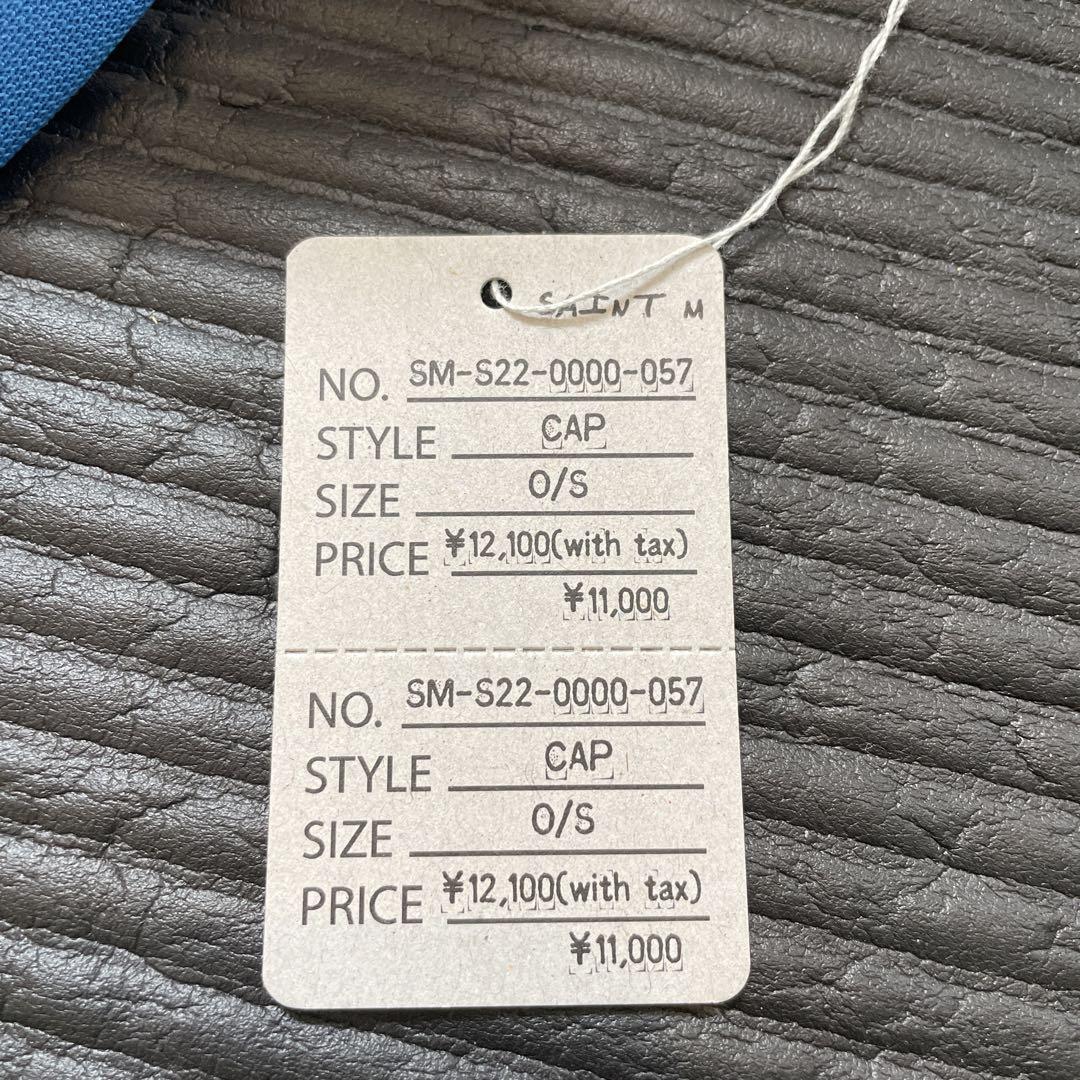 SAINT M
NO. SM-S22-0000-057
STYLE CAP
SIZE O/S
PRICE ¥12,100(with tax)
¥11,000
NO. SM-S22-0000-057
STYLE CAP
SIZE O/S
PRICE ¥12,100(with tax)
¥11,000